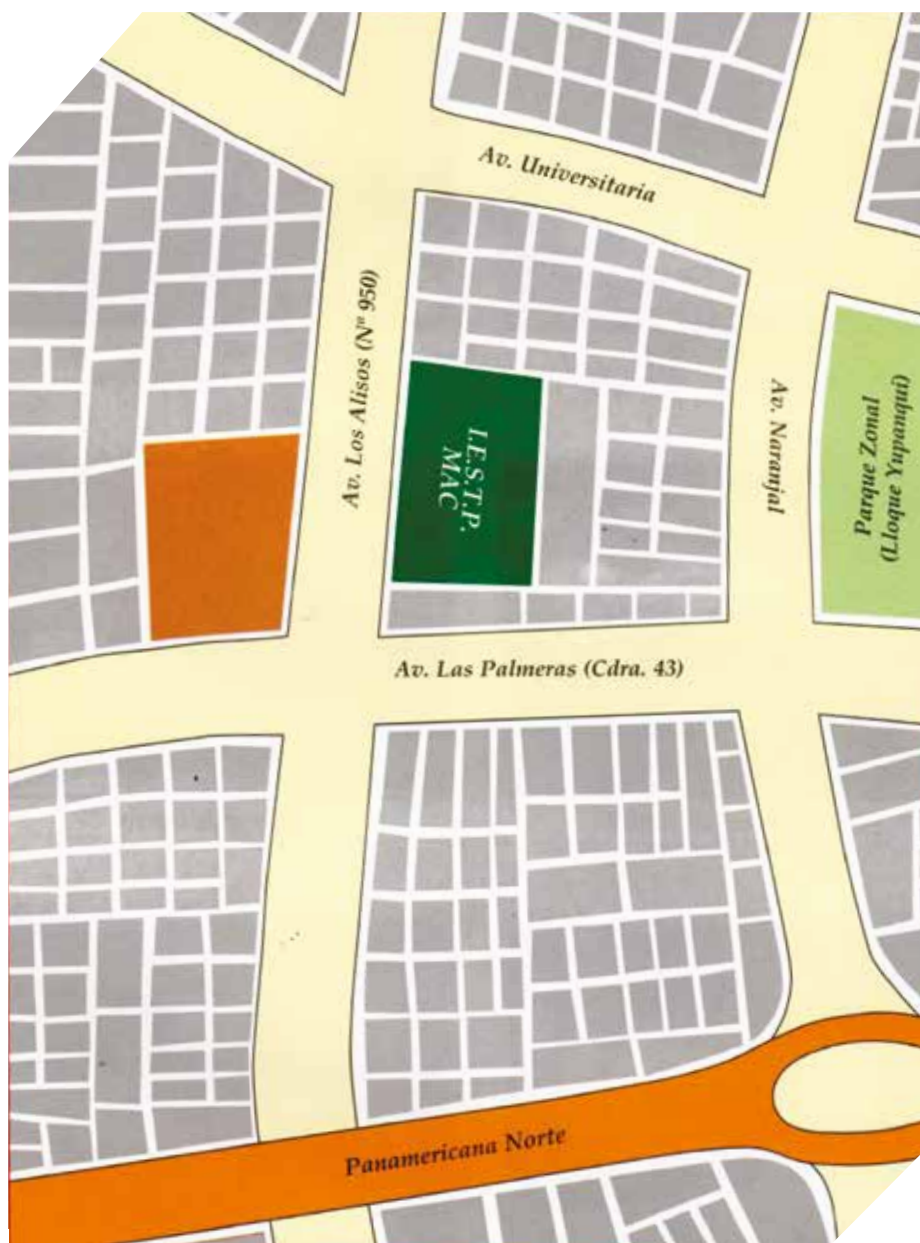 Av. Universitaria
Av. Los Alisos (Nº 950)
I.E.S.T.P.
MAC
Av. Naranjal
Parque Zonal
(Lloque Yupanqui)
Av. Las Palmeras (Cdra. 43)
Panamericana Norte